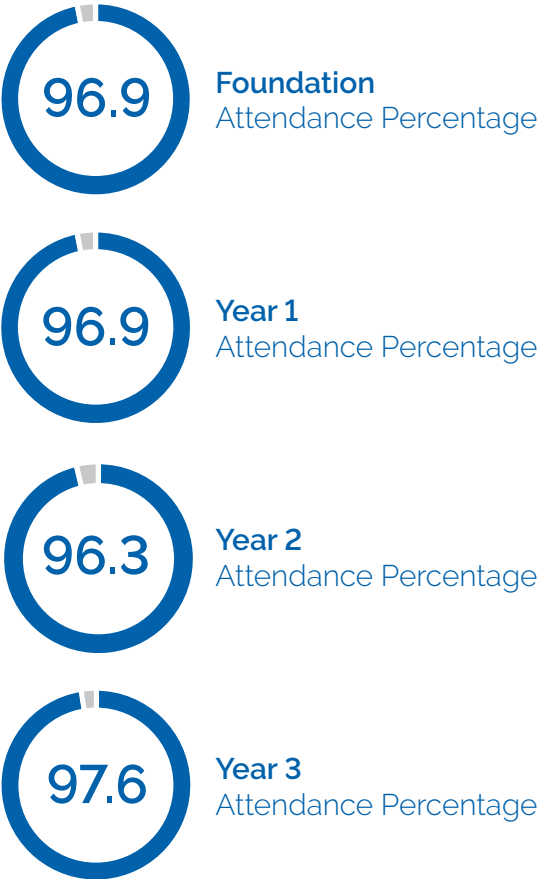 96.9
Foundation
Attendance Percentage
96.9
Year 1
Attendance Percentage
96.3
Year 2
Attendance Percentage
97.6
Year 3
Attendance Percentage